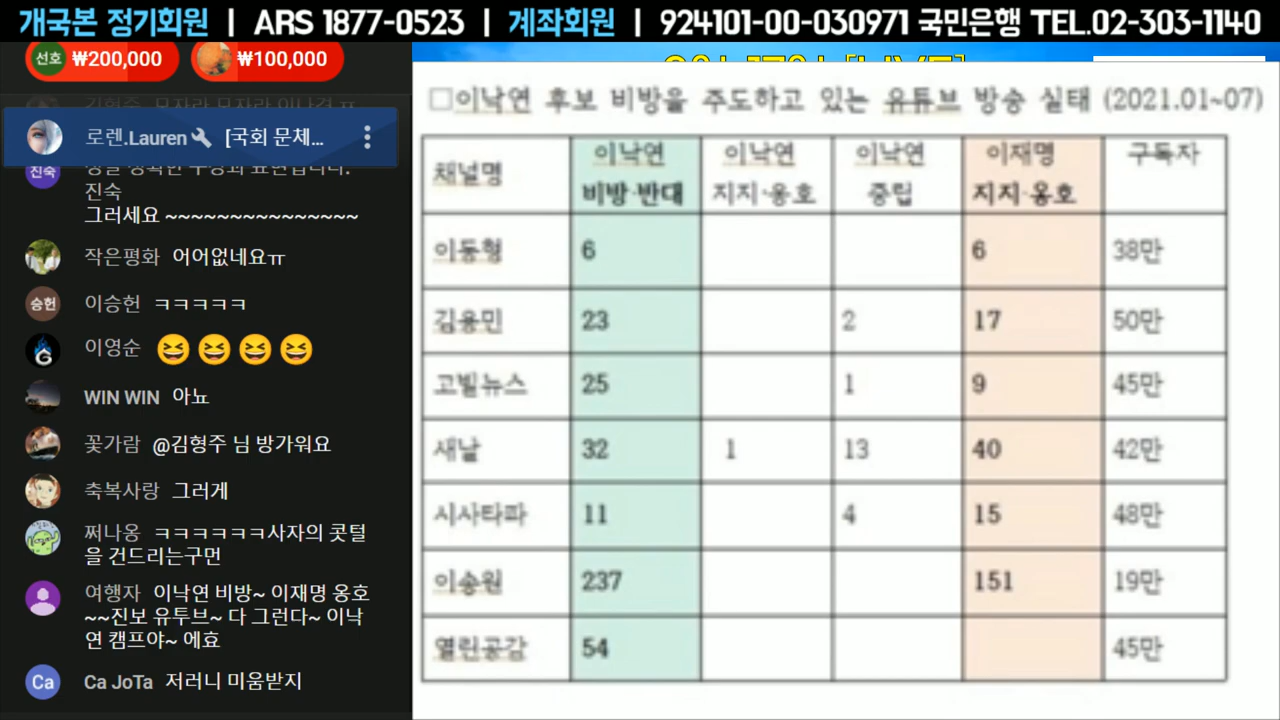 개국본 정기회원 | ARS 1877-0523 | 계좌회원 | 924101-00-030971 국민은행 TEL.02-303-1140
선호 ₩200,000 ₩100,000
로렌.Lauren [국회 문체...
진숙
진숙
그러세요 ~~~~~~~~~~~~~~~
작은평화 어어없네요ㅠ
승헌 이승헌 ㅋㅋㅋㅋㅋ
이영순 😆😆😆😆
WIN WIN 아뇨
꽃가람 @김형주 님 방가워요
축복사랑 그러게
쩌나옹 ㅋㅋㅋㅋㅋㅋ사자의 콧털
을 건드리는구먼
여행자 이낙연 비방~ 이재명 옹호
~~진보 유투브~ 다 그런다~ 이낙
연 캠프야~ 에효
Ca Ca JoTa 저러니 미움받지
□이낙연 후보 비방을 주도하고 있는 유튜브 방송 실태 (2021.01~07)
채널명 이낙연 비방·반대 이낙연 지지·옹호 이낙연 중립 이재명 지지·옹호 구독자
이동형 6 6 38만
김용민 23 2 17 50만
고발뉴스 25 1 9 45만
새날 32 1 13 40 42만
시사타파 11 4 15 48만
이송원 237 151 19만
열린공감 54 45만